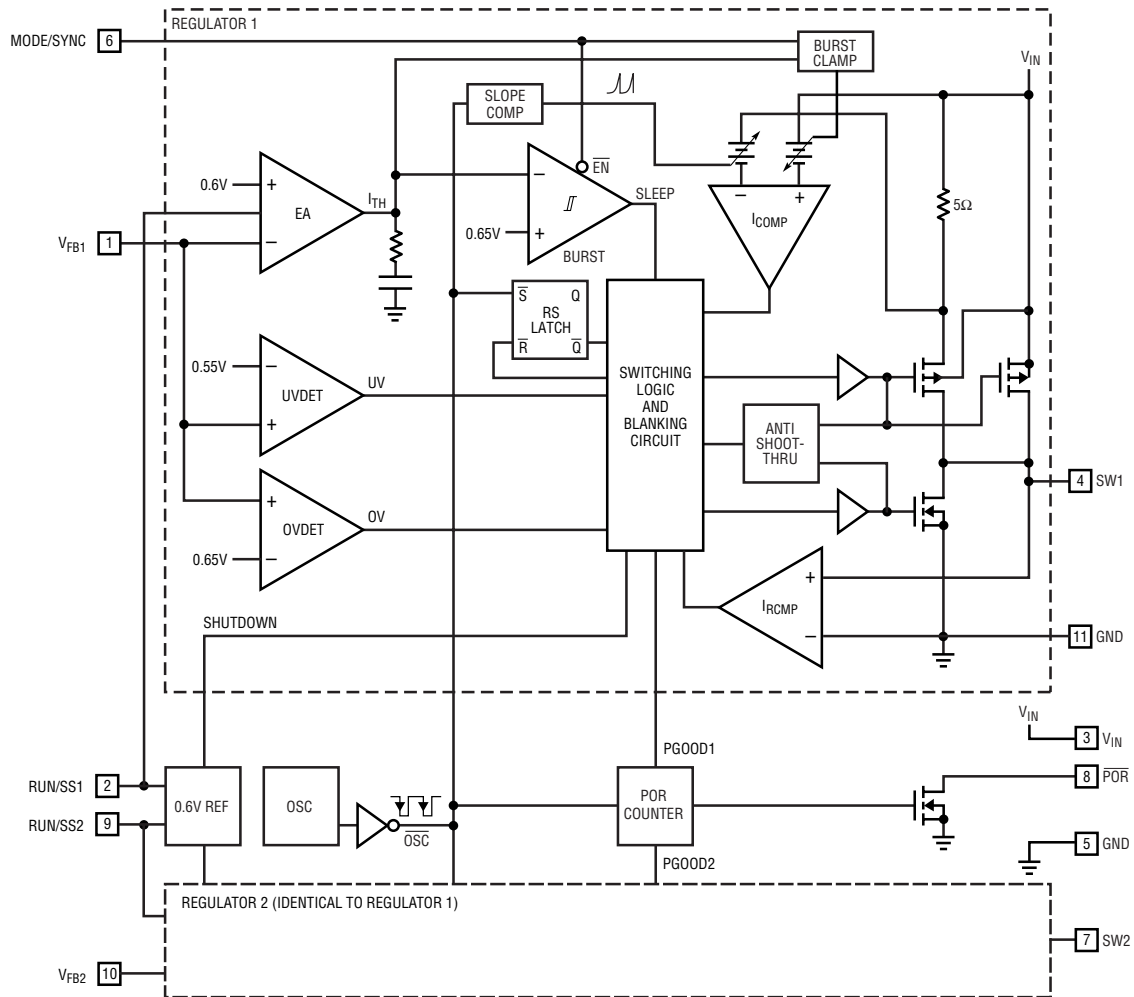 REGULATOR 1
MODE/SYNC 6
BURST
CLAMP
VIN
SLOPE
COMP
EN
0.6V
+
EA
ITH
−
SLEEP
−
+
ICOMP
5Ω
VFB1 1
−
0.65V
+
BURST
S Q
RS
LATCH
R Q
0.55V
−
UVDET
UV
+
SWITCHING
LOGIC
AND
BLANKING
CIRCUIT
ANTI
SHOOT-
THRU
4 SW1
+
OVDET
OV
0.65V
−
+
IRCMP
−
SHUTDOWN
11 GND
VIN
3 VIN
PGOOD1
RUN/SS1 2
8 POR
0.6V REF
OSC
POR
COUNTER
RUN/SS2 9
OSC
5 GND
PGOOD2
REGULATOR 2 (IDENTICAL TO REGULATOR 1)
7 SW2
VFB2 10